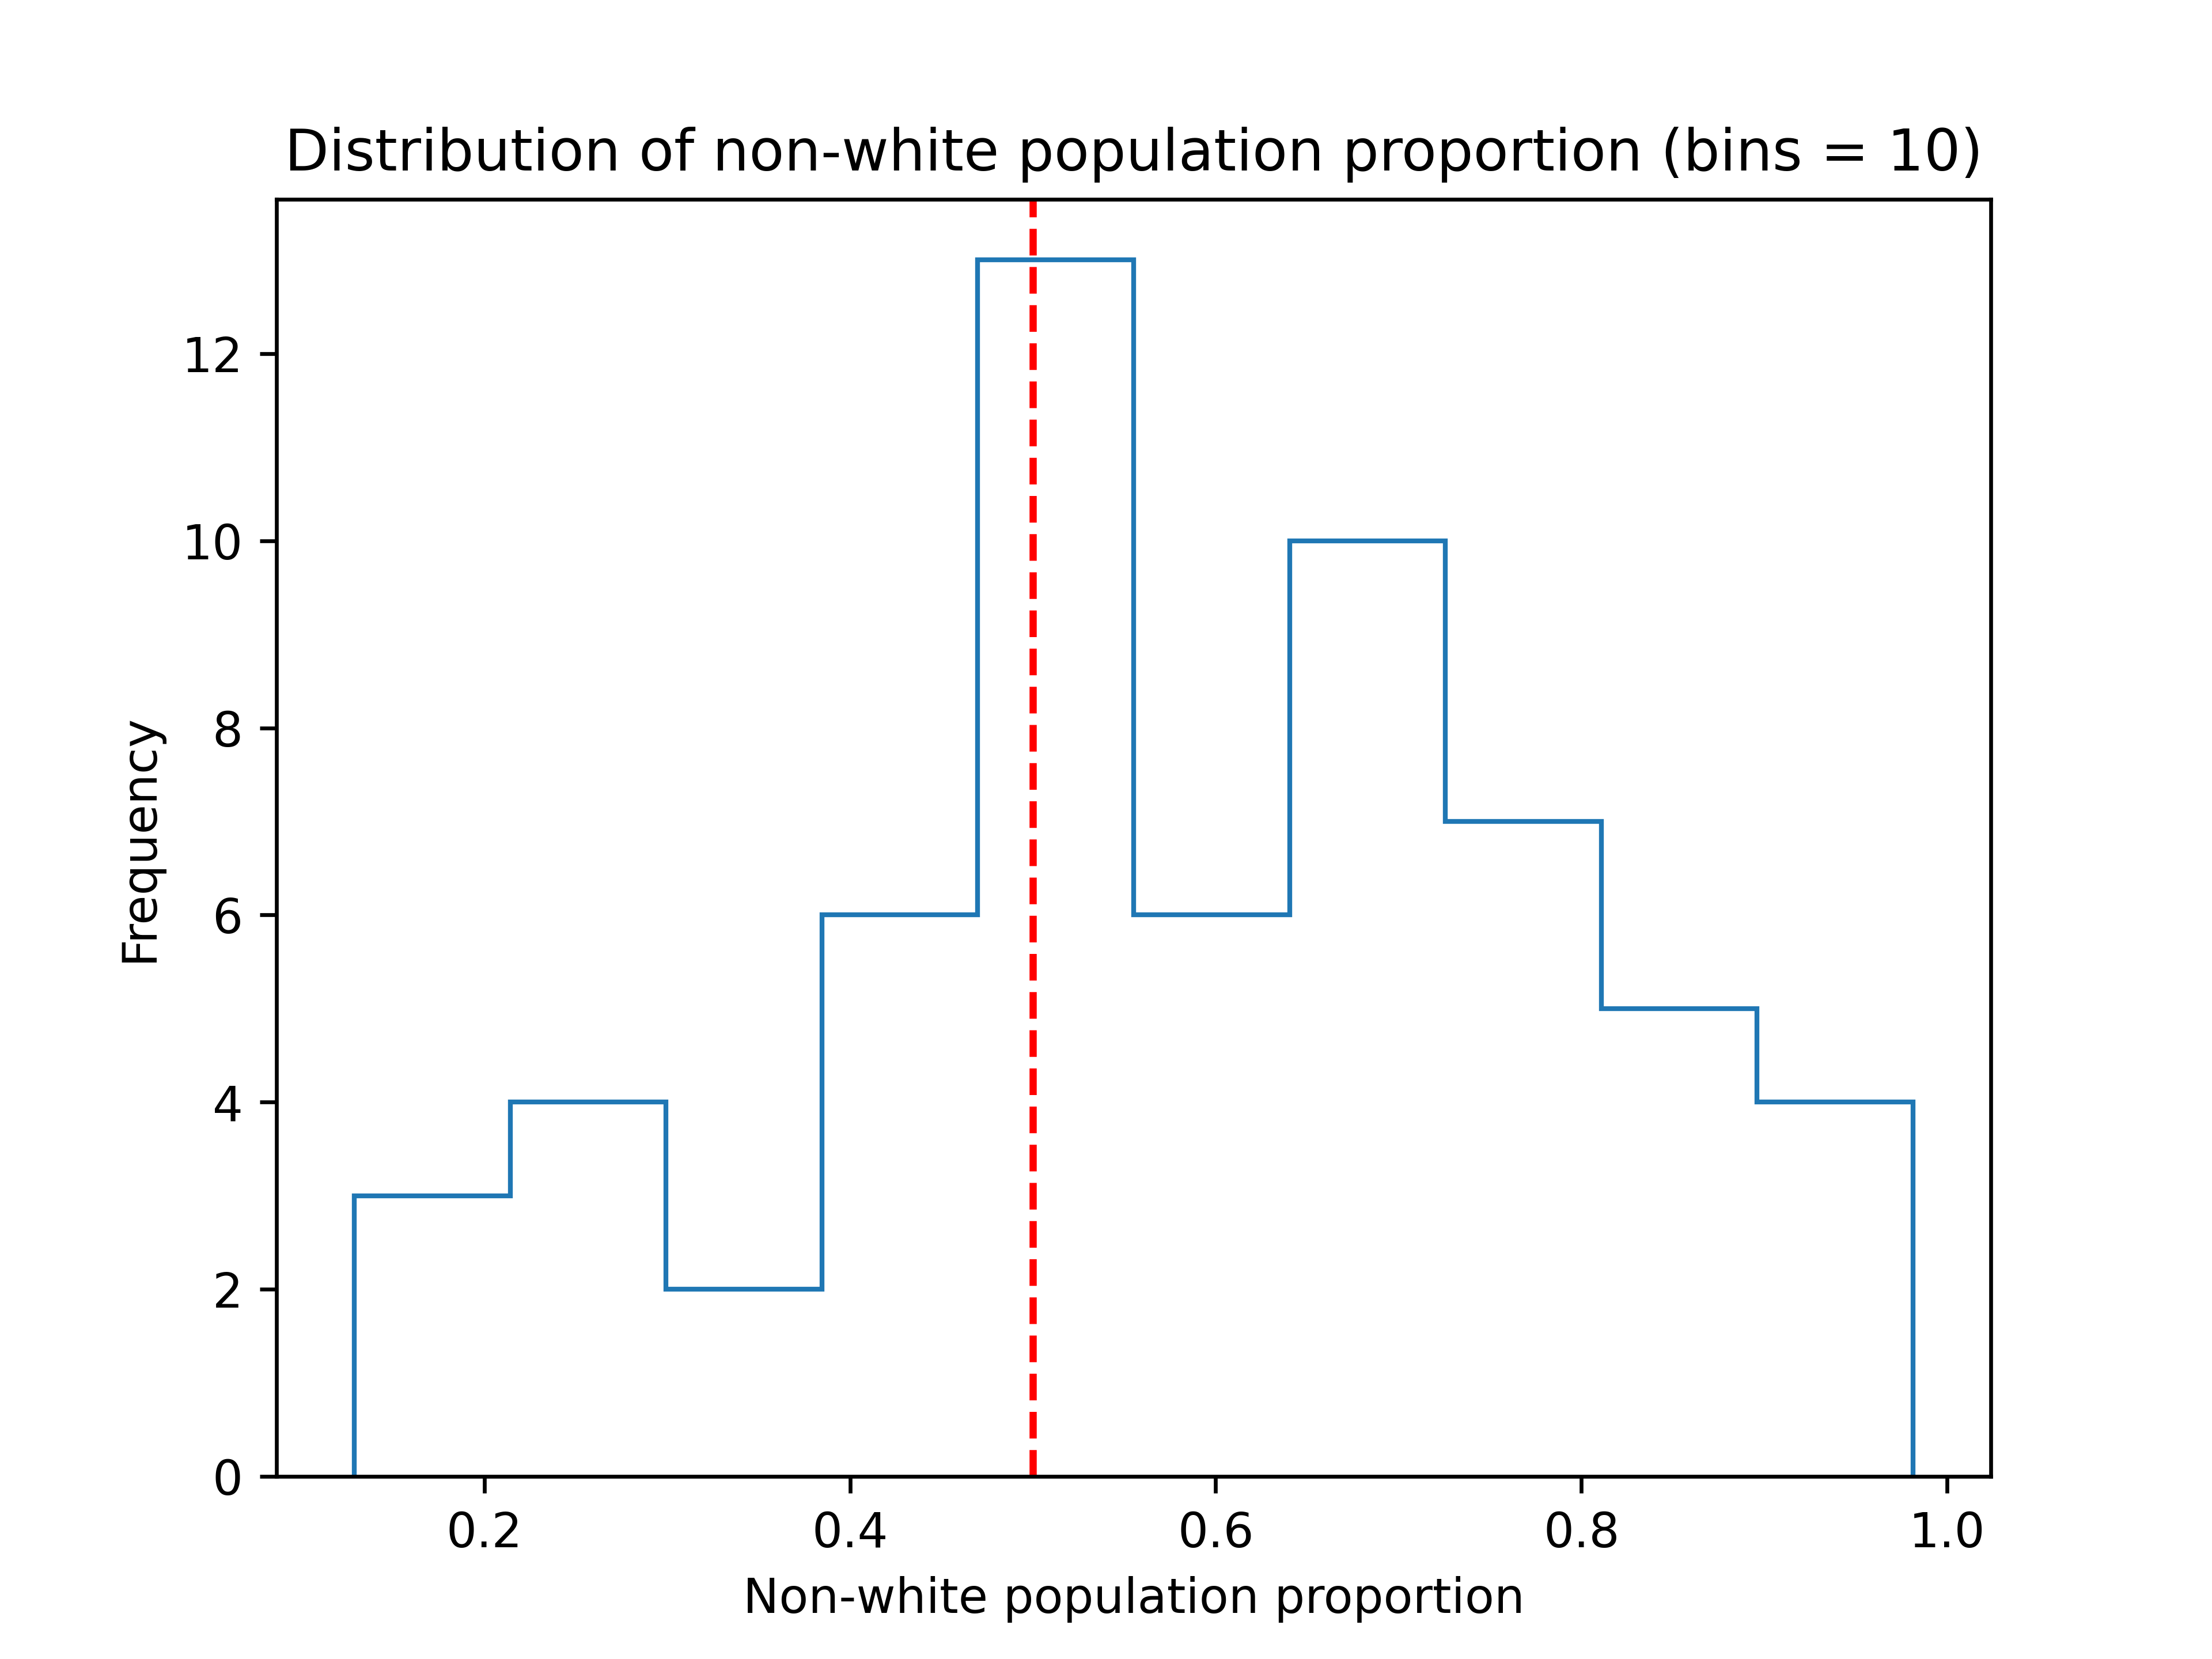 Distribution of non-white population proportion (bins = 10)
12
10
8
6
4
2
0
Frequency
0.2 0.4 0.6 0.8 1.0
Non-white population proportion